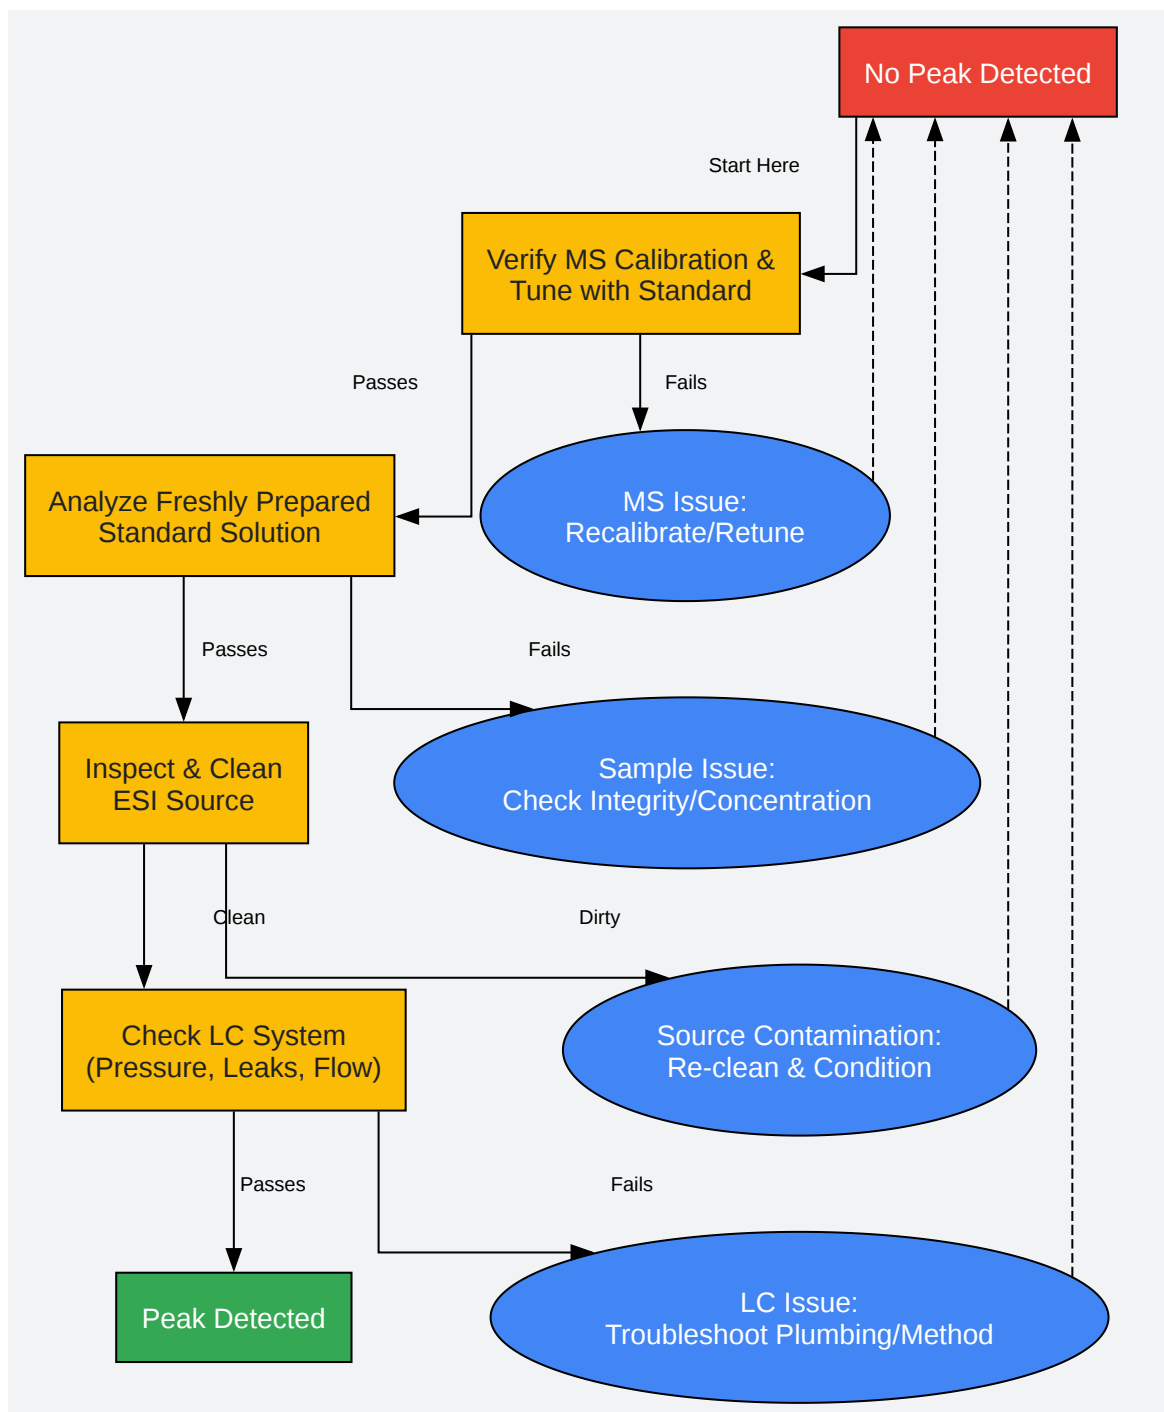 No Peak Detected
Start Here
Verify MS Calibration &
Tune with Standard
Passes
Fails
Analyze Freshly Prepared
Standard Solution
MS Issue:
Recalibrate/Retune
Passes
Fails
Inspect & Clean
ESI Source
Sample Issue:
Check Integrity/Concentration
Clean
Dirty
Check LC System
(Pressure, Leaks, Flow)
Source Contamination:
Re-clean & Condition
Passes
Fails
Peak Detected
LC Issue:
Troubleshoot Plumbing/Method